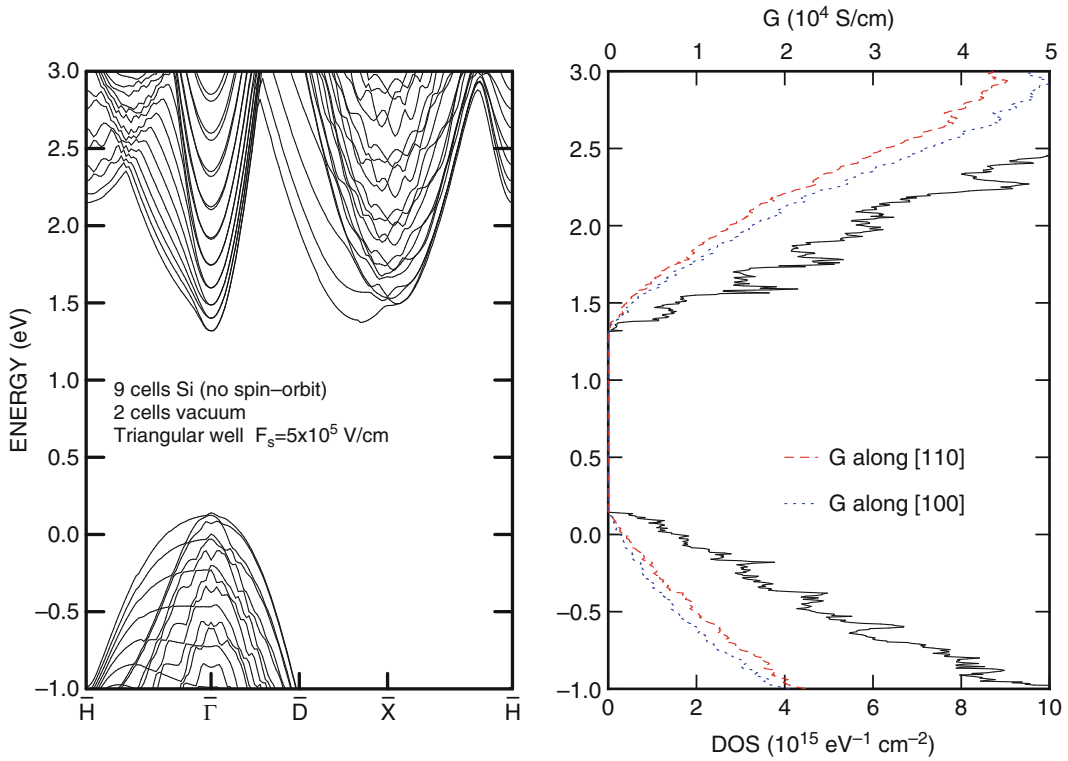 G (10⁴ S/cm)
0 1 2 3 4 5
3.0
2.5
2.0
1.5
1.0
0.5
0.0
−0.5
−1.0
ENERGY (eV)
9 cells Si (no spin–orbit)
2 cells vacuum
Triangular well Fₛ=5x10⁵ V/cm
H̅ Γ̅ D̅ X̅ H̅
3.0
2.5
2.0
1.5
1.0
0.5
0.5
0.0
−0.5
−1.0
G along [110]
G along [100]
0 2 4 6 8 10
DOS (10¹⁵ eV⁻¹ cm⁻²)